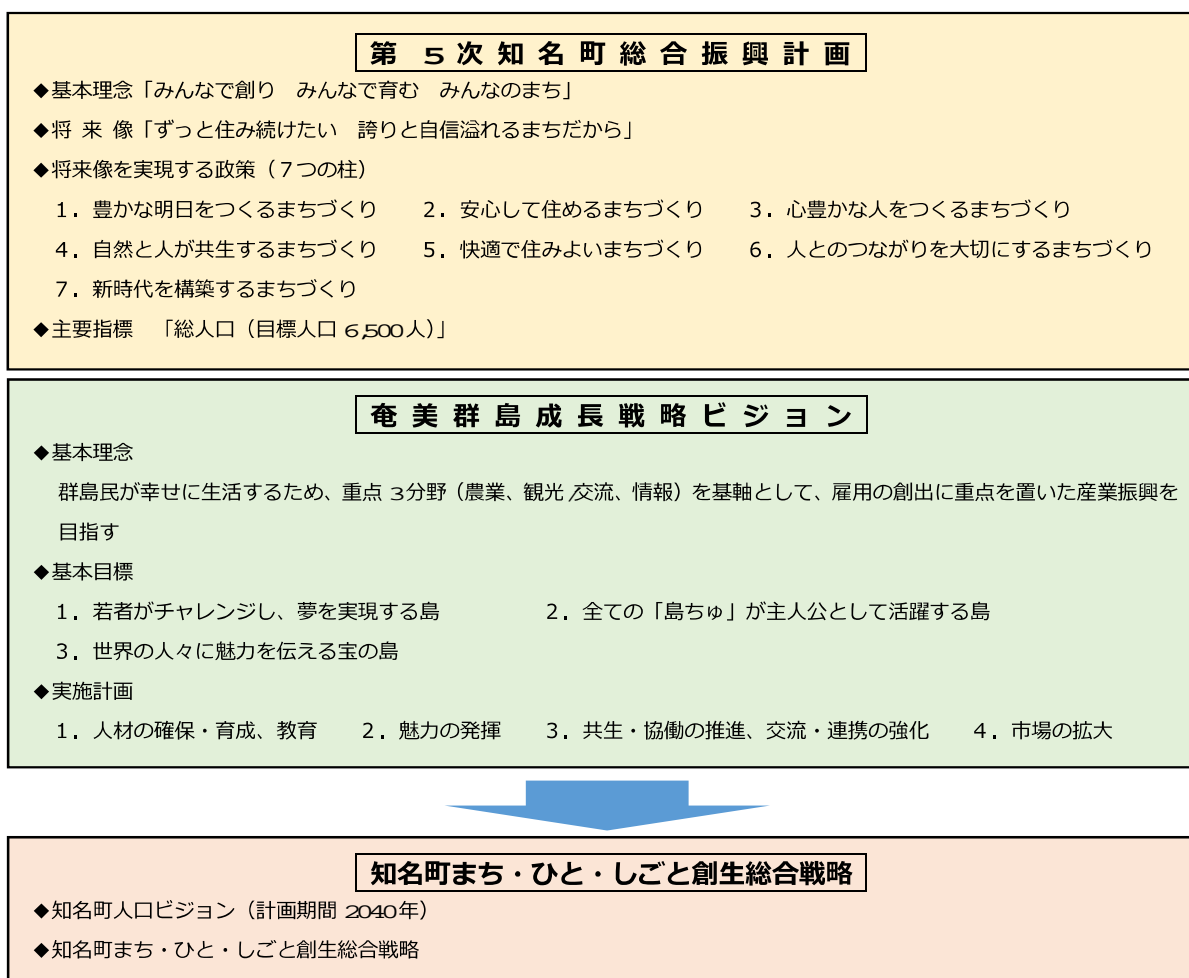 第 5次知名町総合振興計画
◆基本理念「みんなで創り　みんなで育む　みんなのまち」
◆将 来 像「ずっと住み続けたい　誇りと自信溢れるまちだから」
◆将来像を実現する政策（７つの柱）
１．豊かな明日をつくるまちづくり　２．安心して住めるまちづくり　３．心豊かな人をつくるまちづくり
４．自然と人が共生するまちづくり　５．快適で住みよいまちづくり　６．人とのつながりを大切にするまちづくり
７．新時代を構築するまちづくり
◆主要指標　「総人口（目標人口 6,500人）」
奄美群島成長戦略ビジョン
◆基本理念
群島民が幸せに生活するため、重点 3分野（農業、観光/交流、情報）を基軸として、雇用の創出に重点を置いた産業振興を
目指す
◆基本目標
１．若者がチャレンジし、夢を実現する島　２．全ての「島ちゅ」が主人公として活躍する島
３．世界の人々に魅力を伝える宝の島
◆実施計画
１．人材の確保・育成、教育　２．魅力の発揮　３．共生・協働の推進、交流・連携の強化　４．市場の拡大
知名町まち・ひと・しごと創生総合戦略
◆知名町人口ビジョン（計画期間 2040年）
◆知名町まち・ひと・しごと創生総合戦略